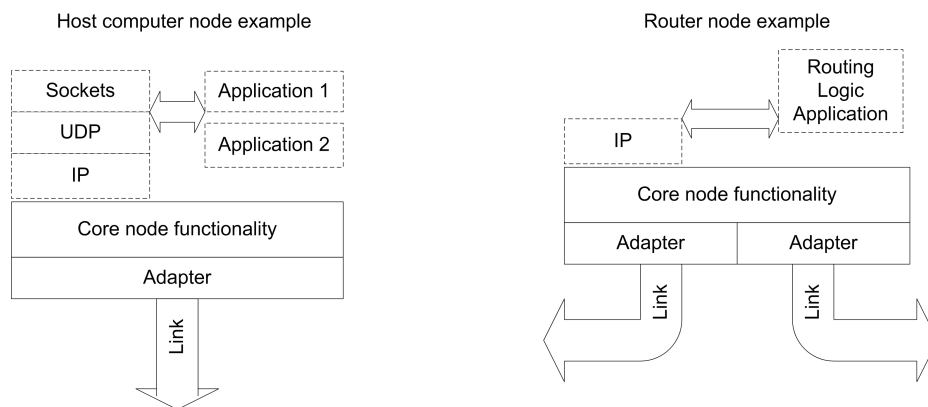 Host computer node example
Sockets
UDP
IP
Application 1
Application 2
Core node functionality
Adapter
Link
Router node example
Routing
Logic
Application
IP
Core node functionality
Adapter
Adapter
Link
Link